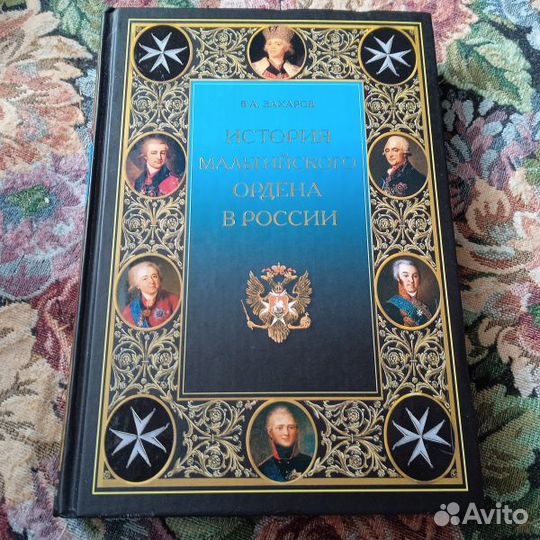 В.А. ЗАХАРОВ
ИСТОРИЯ
МАЛЬТИЙСКОГО
ОРДЕНА
В РОССИИ
Avito